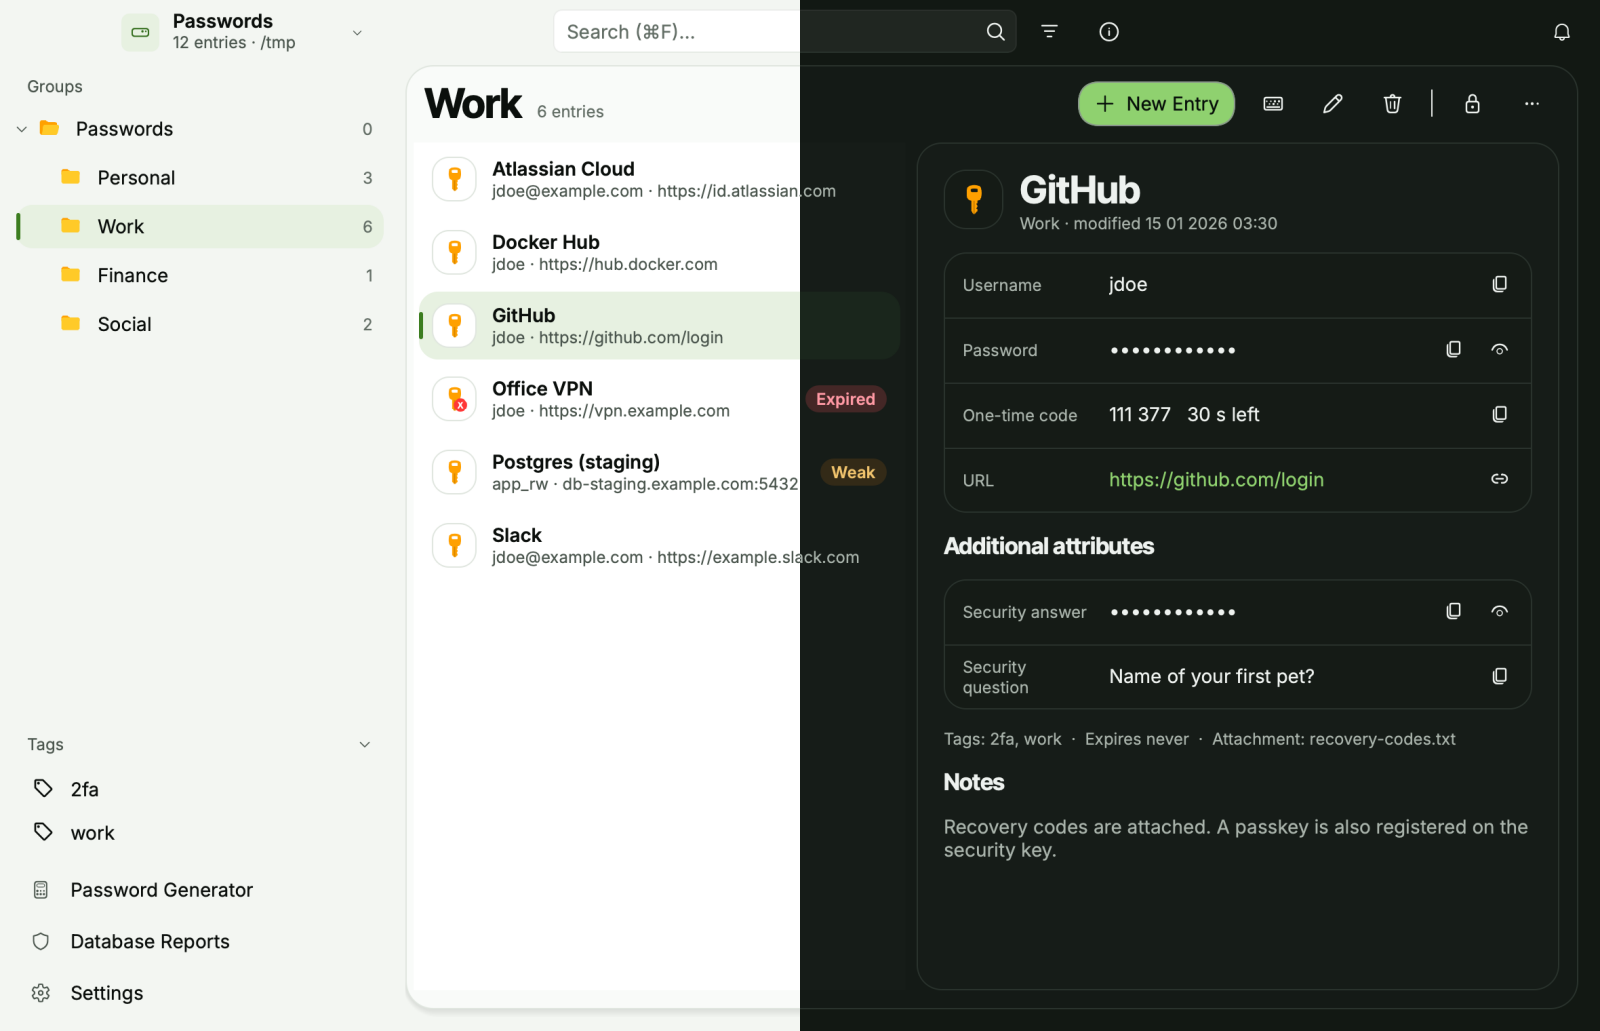 Passwords
12 entries · /tmp
Search (⌘F)...
Groups
Passwords 0
Personal 3
Work 6
Finance 1
Social 2
Tags
2fa
work
Password Generator
Database Reports
Settings
Work 6 entries
New Entry
Atlassian Cloud
jdoe@example.com · https://id.atlassian.com
Docker Hub
jdoe · https://hub.docker.com
GitHub
jdoe · https://github.com/login
Office VPN
jdoe · https://vpn.example.com
Expired
Postgres (staging)
app_rw · db-staging.example.com:5432
Weak
Slack
jdoe@example.com · https://example.slack.com
GitHub
Work · modified 15 01 2026 03:30
Username jdoe
Password ••••••••••••
One-time code 111 377 30 s left
URL https://github.com/login
Additional attributes
Security answer ••••••••••••
Security
question
Name of your first pet?
Tags: 2fa, work · Expires never · Attachment: recovery-codes.txt
Notes
Recovery codes are attached. A passkey is also registered on the
security key.